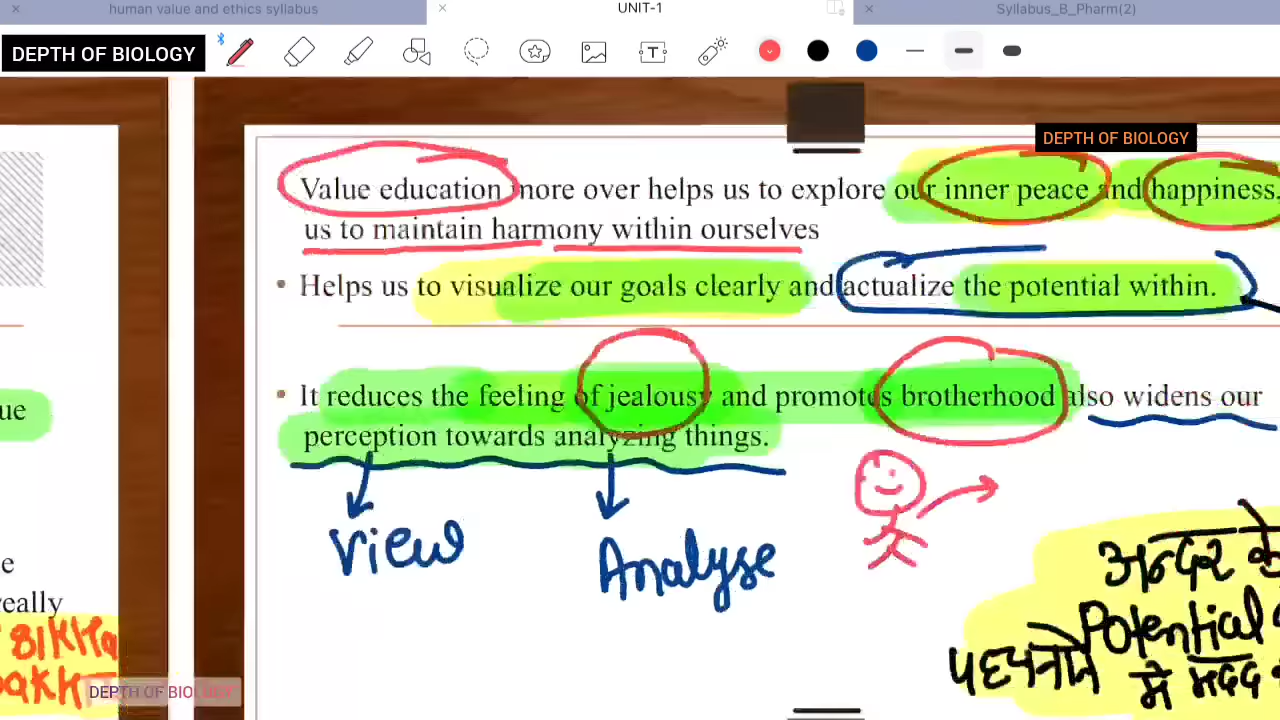 human value and ethics syllabus
UNIT-1
Syllabus_B_Pharm(2)
DEPTH OF BIOLOGY
DEPTH OF BIOLOGY
Value education more over helps us to explore our inner peace and happiness,
us to maintain harmony within ourselves
• Helps us to visualize our goals clearly and actualize the potential within.
• It reduces the feeling of jealousy and promotes brotherhood also widens our
perception towards analyzing things.
View
Analyse
अन्दर के
Potential
पहचानने
में मदद
ue
e
eally
DEPTH OF BIOLOGY